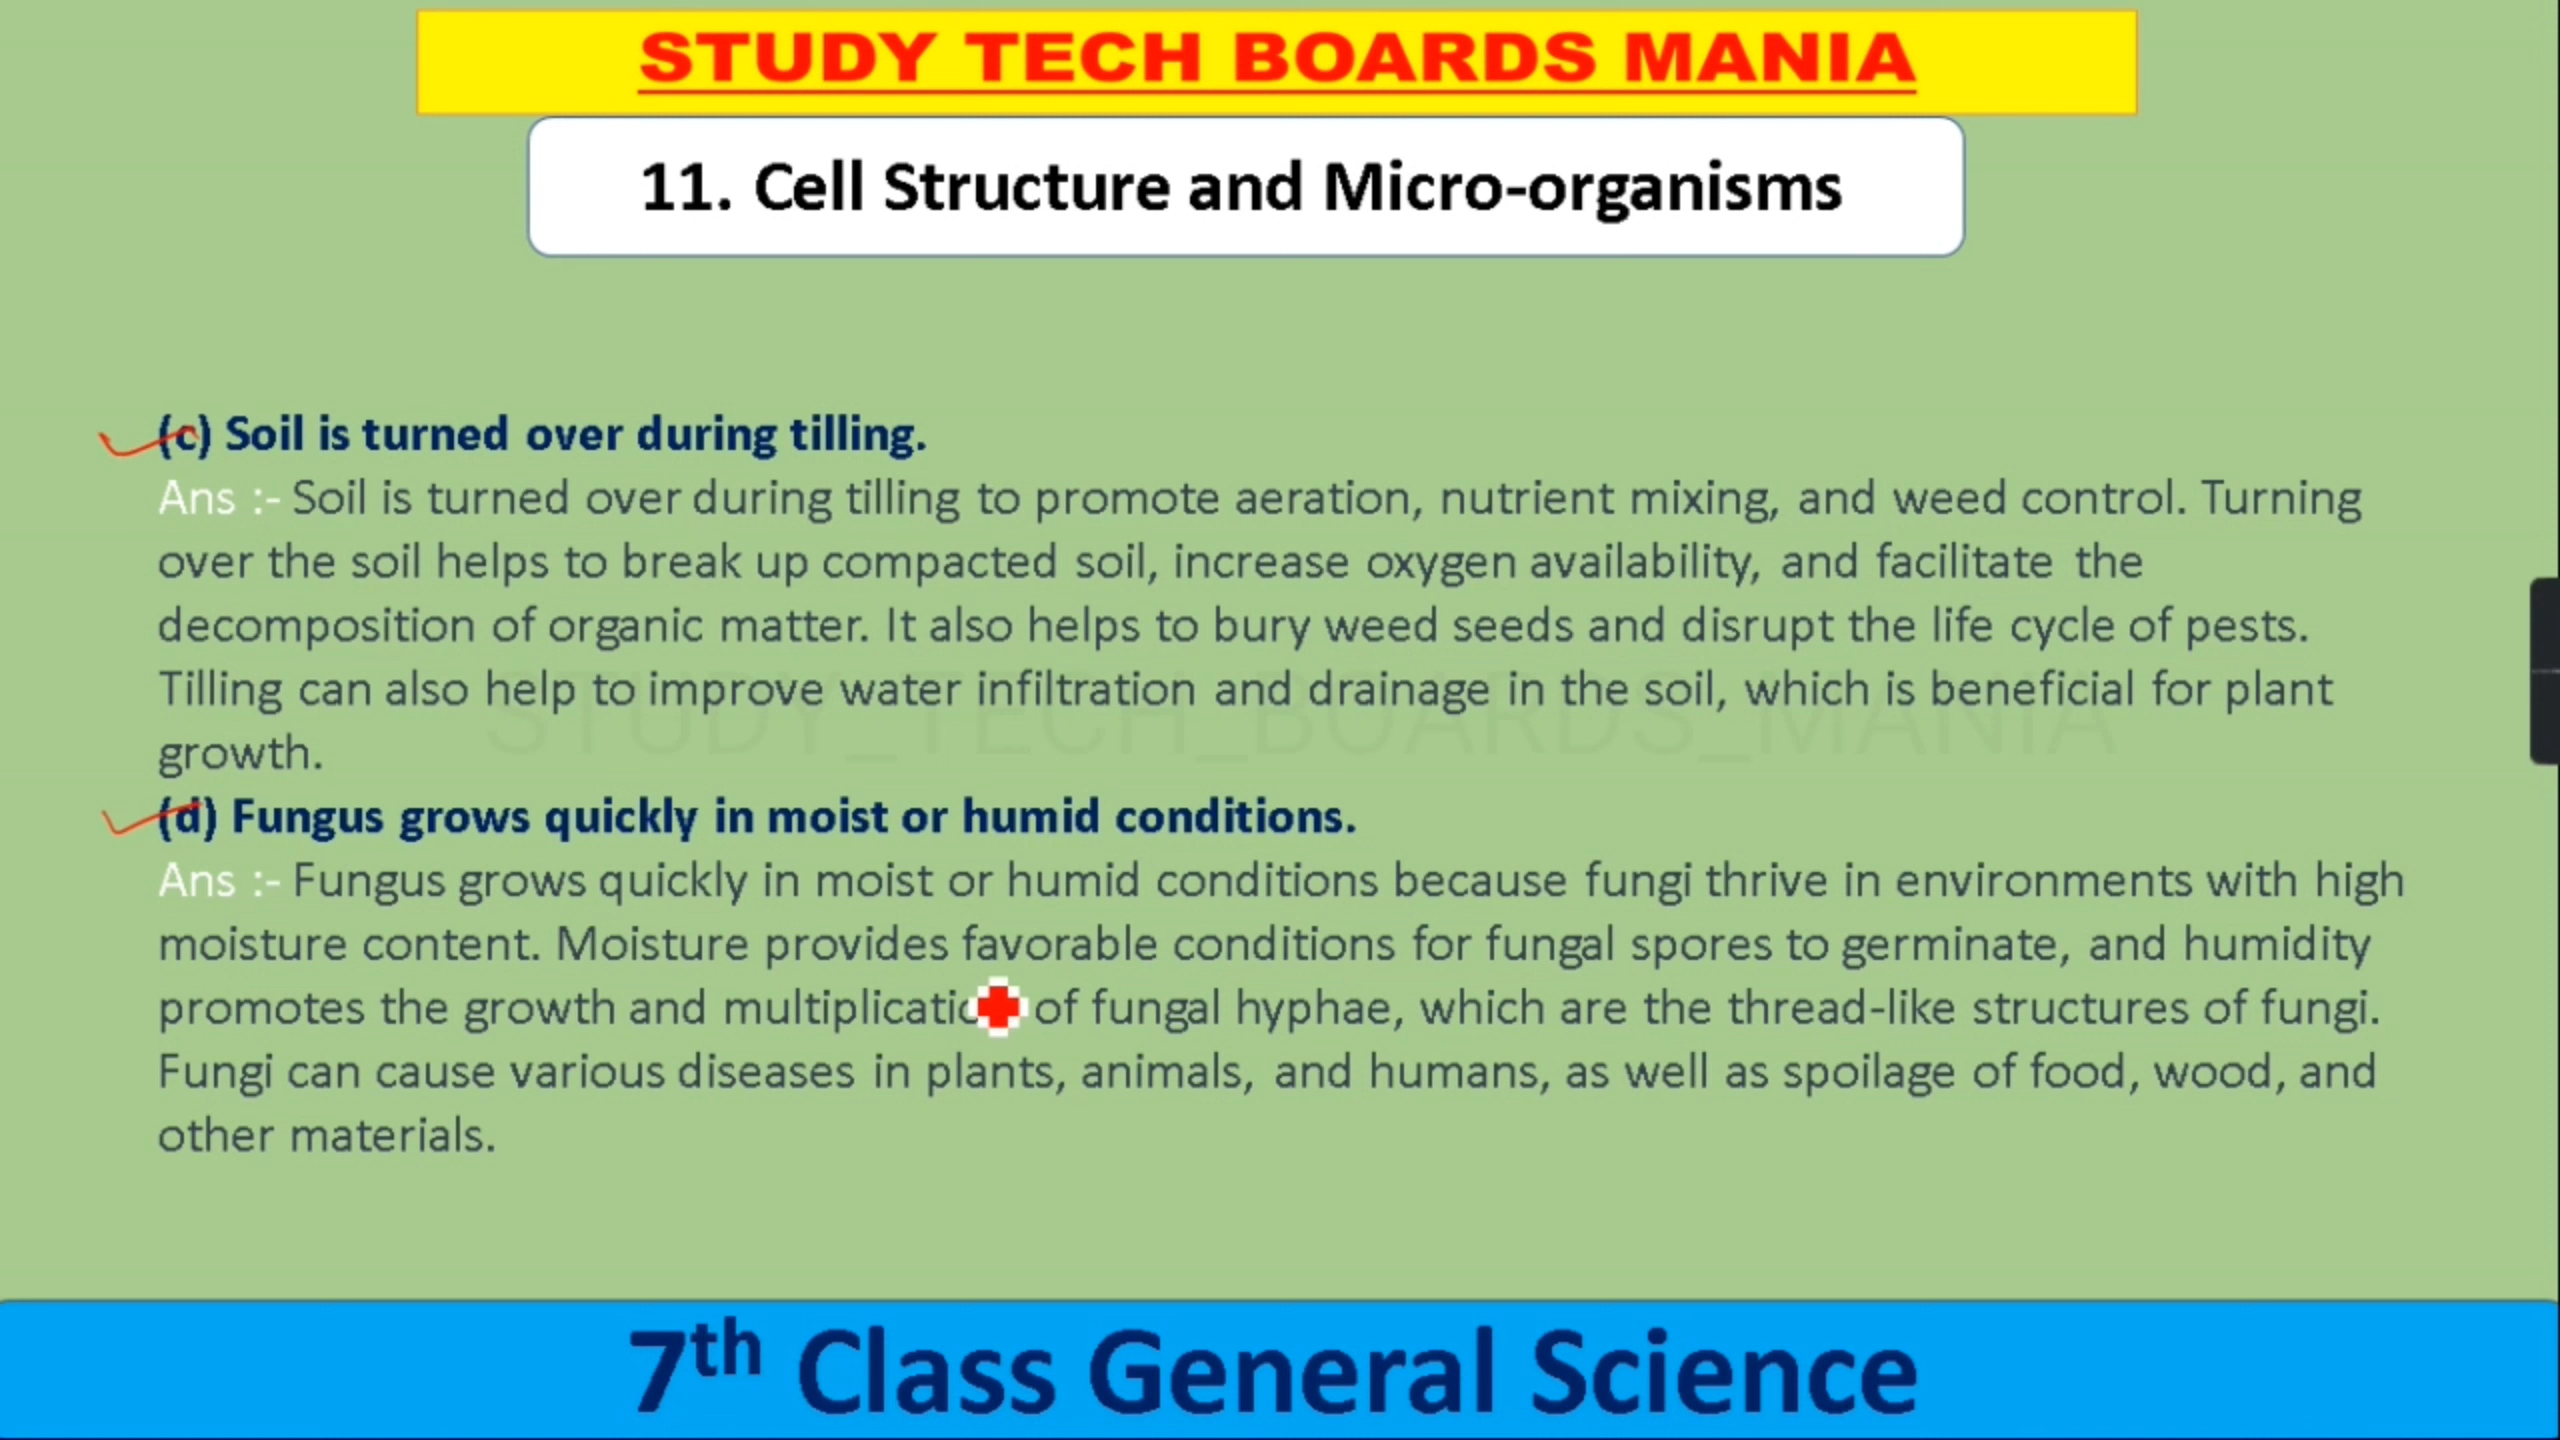 STUDY TECH BOARDS MANIA
11. Cell Structure and Micro-organisms
(c) Soil is turned over during tilling.
Ans :- Soil is turned over during tilling to promote aeration, nutrient mixing, and weed control. Turning
over the soil helps to break up compacted soil, increase oxygen availability, and facilitate the
decomposition of organic matter. It also helps to bury weed seeds and disrupt the life cycle of pests.
Tilling can also help to improve water infiltration and drainage in the soil, which is beneficial for plant
STUDY_TECH_BOARDS_MANIA
growth.
(d) Fungus grows quickly in moist or humid conditions.
Ans :- Fungus grows quickly in moist or humid conditions because fungi thrive in environments with high
moisture content. Moisture provides favorable conditions for fungal spores to germinate, and humidity
promotes the growth and multiplication of fungal hyphae, which are the thread-like structures of fungi.
Fungi can cause various diseases in plants, animals, and humans, as well as spoilage of food, wood, and
other materials.
7th Class General Science